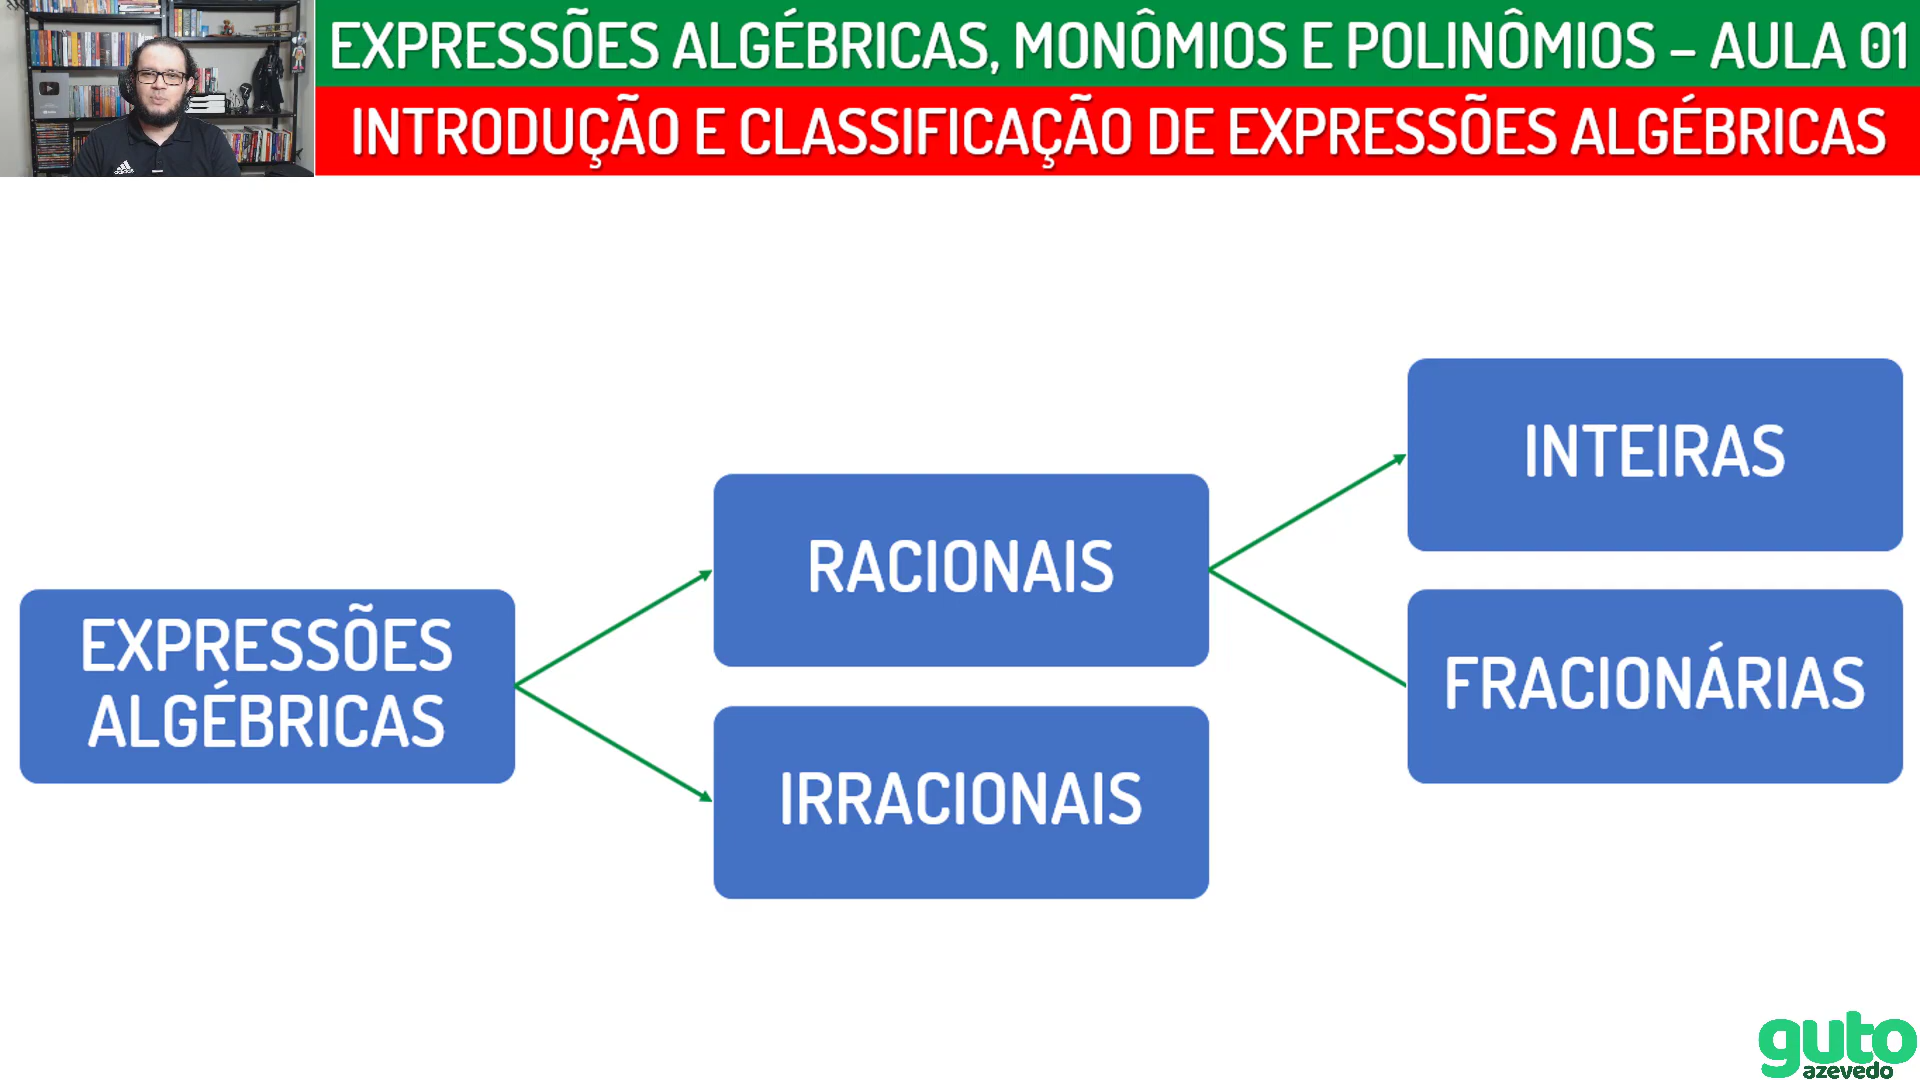 EXPRESSÕES ALGÉBRICAS, MONÔMIOS E POLINÔMIOS – AULA 01
INTRODUÇÃO E CLASSIFICAÇÃO DE EXPRESSÕES ALGÉBRICAS
EXPRESSÕES
ALGÉBRICAS
RACIONAIS
IRRACIONAIS
INTEIRAS
FRACIONÁRIAS
guto
azevedo